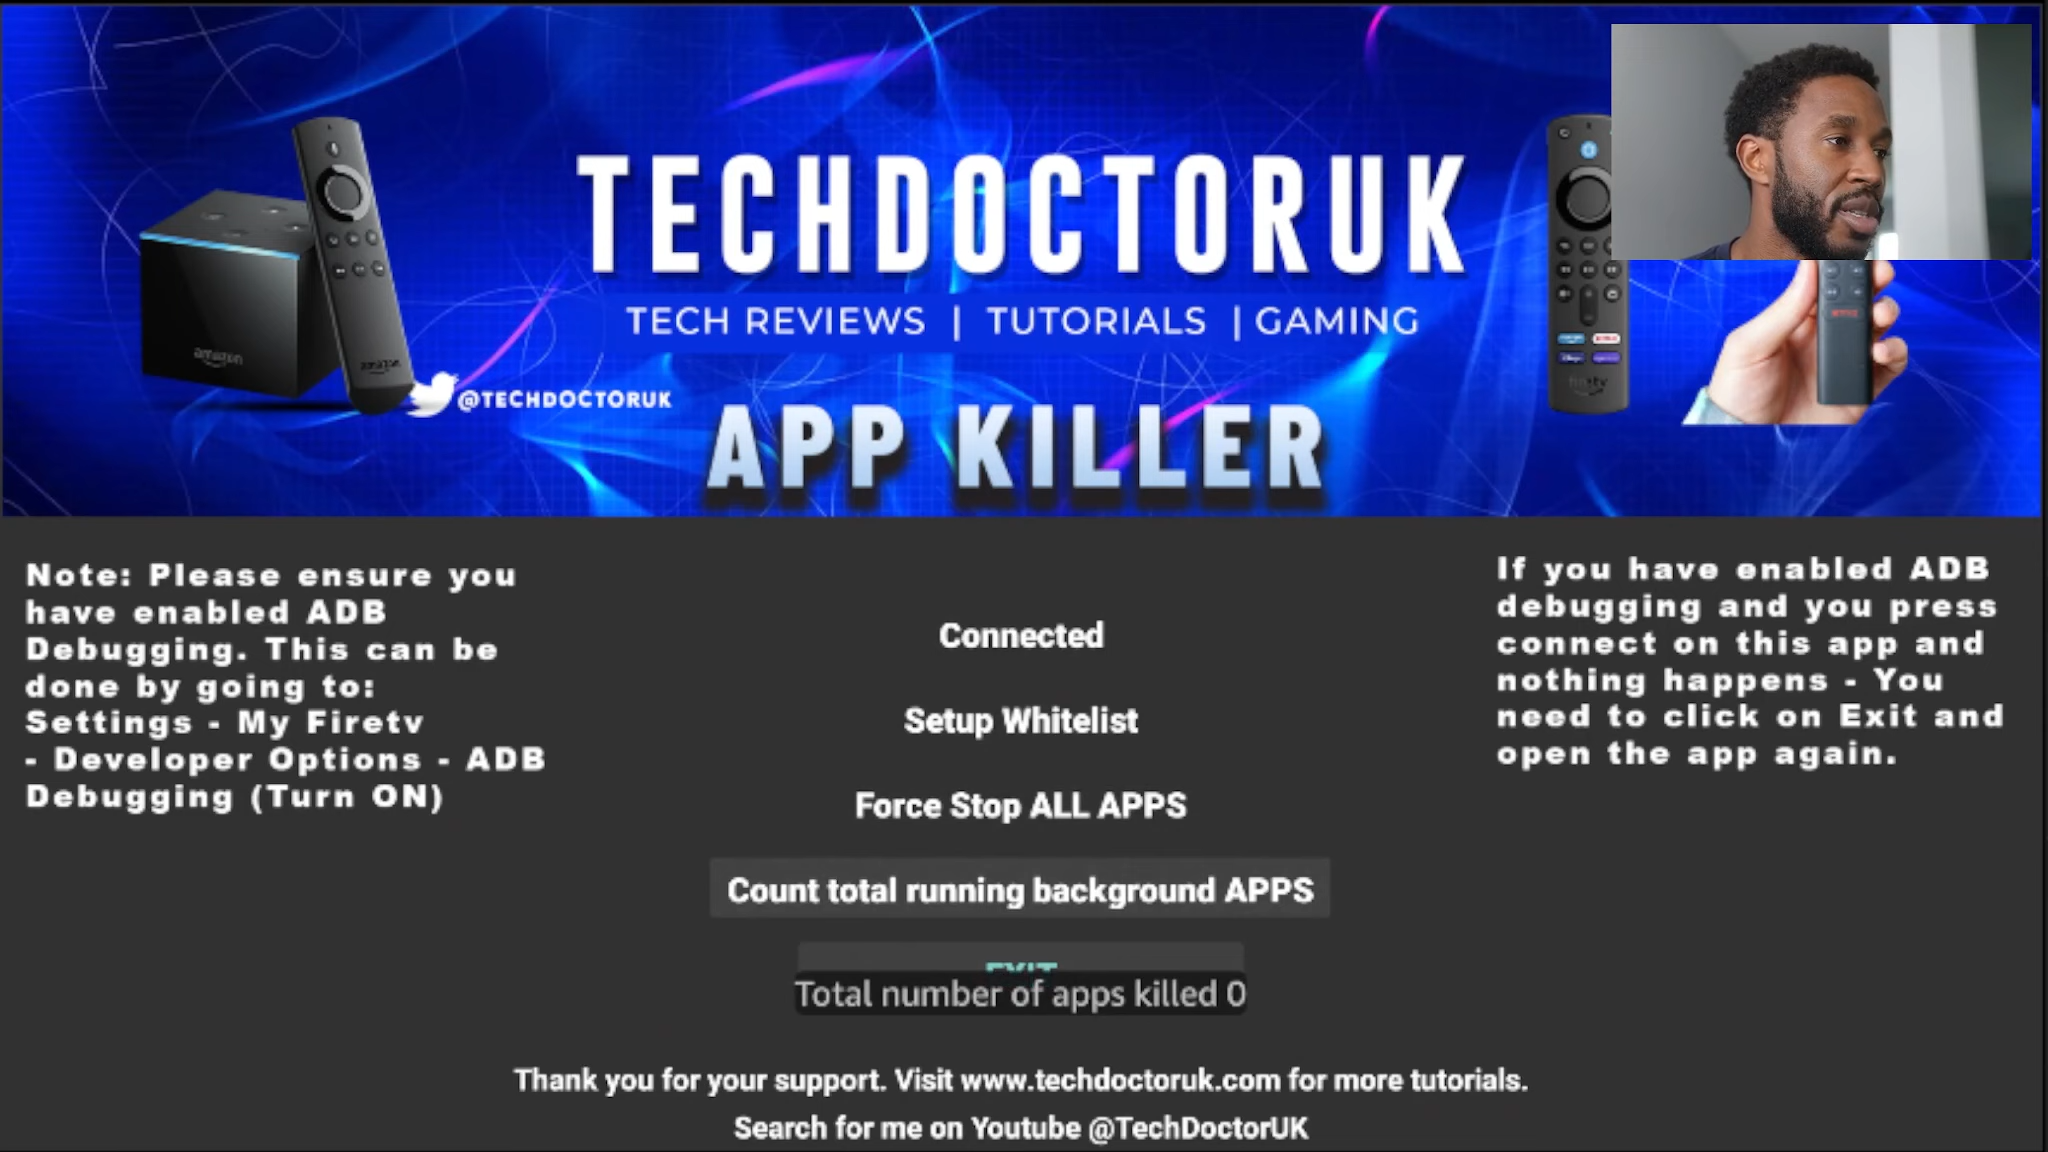 TECHDOCTORUK
TECH REVIEWS | TUTORIALS | GAMING
amazon
amazon
@TECHDOCTORUK
APP KILLER
NETFLIX
Note: Please ensure you
have enabled ADB
Debugging. This can be
done by going to:
Settings - My Firetv
- Developer Options - ADB
Debugging (Turn ON)
Connected
Setup Whitelist
Force Stop ALL APPS
Count total running background APPS
EXIT
Total number of apps killed 0
If you have enabled ADB
debugging and you press
connect on this app and
nothing happens - You
need to click on Exit and
open the app again.
Thank you for your support. Visit www.techdoctoruk.com for more tutorials.
Search for me on Youtube @TechDoctorUK